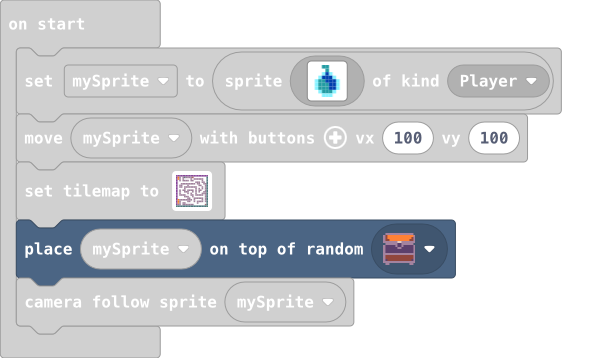 on start
set mySprite to sprite of kind Player
move mySprite with buttons vx 100 vy 100
set tilemap to
place mySprite on top of random
camera follow sprite mySprite